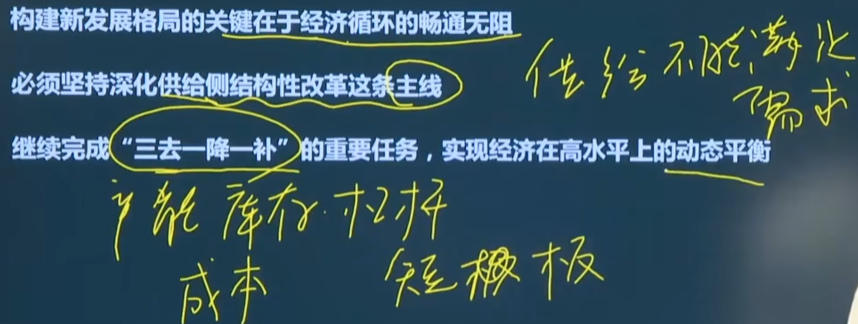 构建新发展格局的关键在于经济循环的畅通无阻
供给不能满足
需求
必须坚持深化供给侧结构性改革这条主线
继续完成“三去一降一补”的重要任务，实现经济在高水平上的动态平衡
产能 库存 杠杆
成本 短板